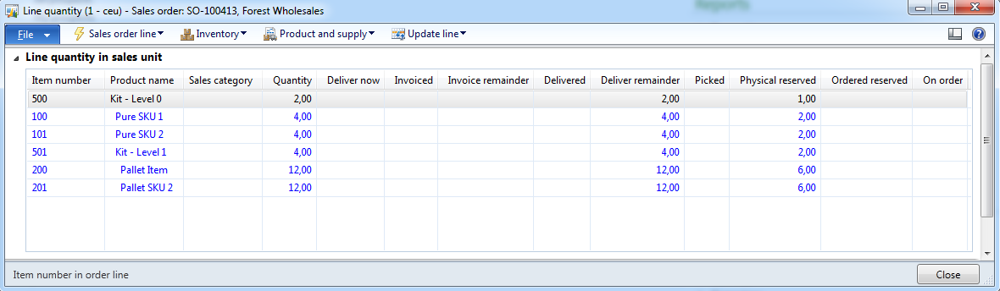 Reports
Line quantity (1 - ceu) - Sales order: SO-100413, Forest Wholesales
File Sales order line Inventory Product and supply Update line
Line quantity in sales unit
Item number Product name Sales category Quantity Deliver now Invoiced Invoice remainder Delivered Deliver remainder Picked Physical reserved Ordered reserved On order
500 Kit - Level 0 2,00 2,00 1,00
100 Pure SKU 1 4,00 4,00 2,00
101 Pure SKU 2 4,00 4,00 2,00
501 Kit - Level 1 4,00 4,00 2,00
200 Pallet Item 12,00 12,00 6,00
201 Pallet SKU 2 12,00 12,00 6,00
Item number in order line
Close